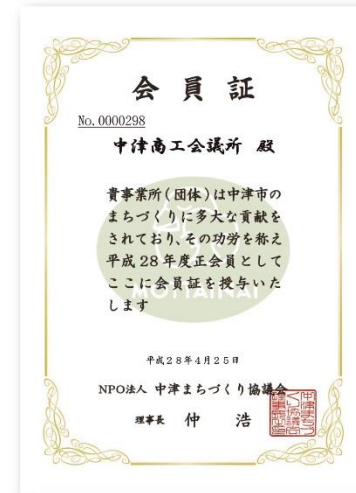 会員証
No. 0000298
中津商工会議所 殿
貴事業所(団体)は中津市の
まちづくりに多大な貢献を
されており、その功労を称え
平成28年度正会員として
ここに会員証を授与いた
します
MOTTAINAI
平成28年4月25日
NPO法人 中津まちづくり協議会
理事長 仲 浩